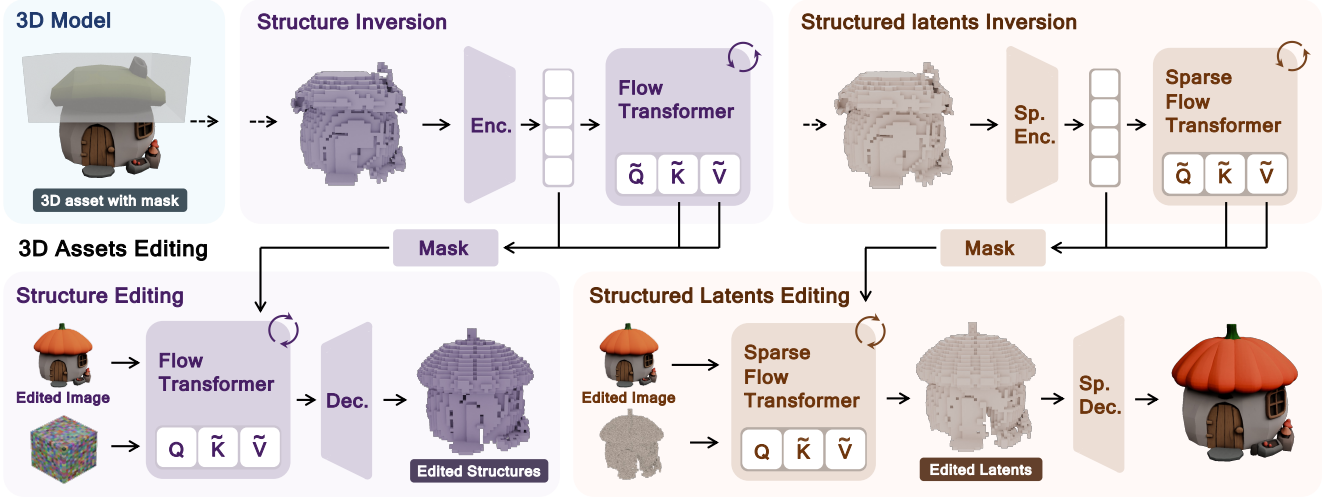 3D Model
3D asset with mask
Structure Inversion
Enc.
Flow
Transformer
Q̃ K̃ Ṽ
Structured latents Inversion
Sp.
Enc.
Sparse
Flow
Transformer
Q̃ K̃ Ṽ
3D Assets Editing
Mask
Mask
Structure Editing
Edited Image
Flow
Transformer
Q K̃ Ṽ
Dec.
Edited Structures
Structured Latents Editing
Edited Image
Sparse
Flow
Transformer
Q K̃ Ṽ
Edited Latents
Sp.
Dec.